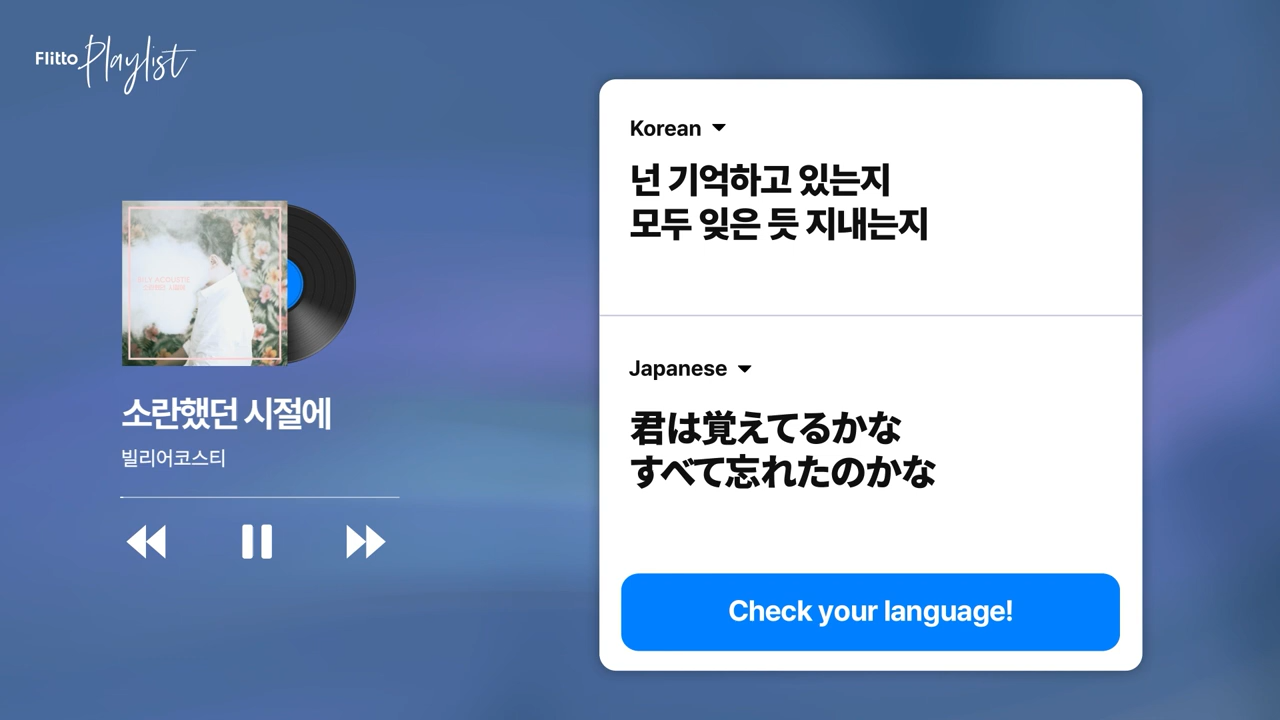 Flitto Playlist
소란했던 시절에
빌리어코스티
Korean
넌 기억하고 있는지
모두 잊은 듯 지내는지
Japanese
君は覚えてるかな
すべて忘れたのかな
Check your language!